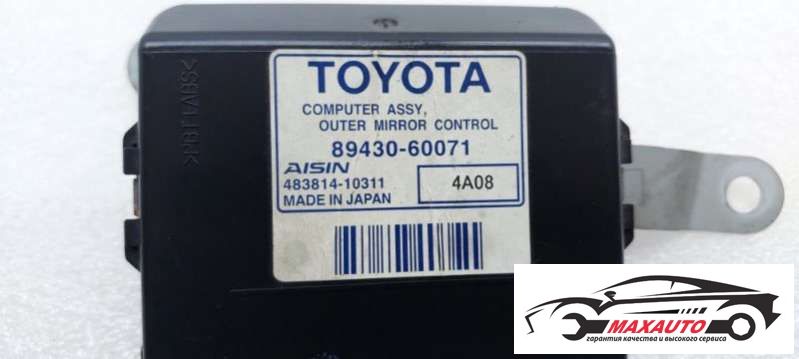 TOYOTA
COMPUTER ASSY,
OUTER MIRROR CONTROL
89430-60071
AISIN
483814-10311
4A08
MADE IN JAPAN
>PBT+ABS<
MAXAUTO
гарантия качества и высокого сервиса